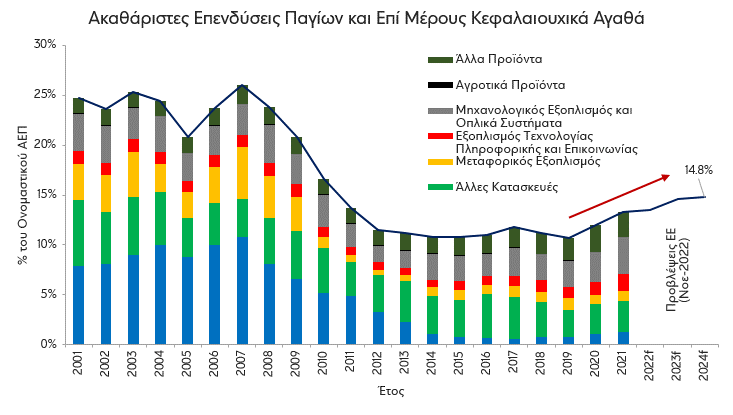 Ακαθάριστες Επενδύσεις Παγίων και Επί Μέρους Κεφαλαιουχικά Αγαθά
30%
25%
20%
15%
10%
5%
0%
% του Ονομαστικού ΑΕΠ
Άλλα Προϊόντα
Αγροτικά Προϊόντα
Μηχανολογικός Εξοπλισμός και
Οπλικά Συστήματα
Εξοπλισμός Τεχνολογίας
Πληροφορικής και Επικοινωνίας
Μεταφορικός Εξοπλισμός
Άλλες Κατασκευές
14.8%
Προβλέψεις ΕΕ
(Νοε-2022)
2001
2002
2003
2004
2005
2006
2007
2008
2009
2010
2011
2012
2013
2014
2015
2016
2017
2018
2019
2020
2021
2022f
2023f
2024f
Έτος